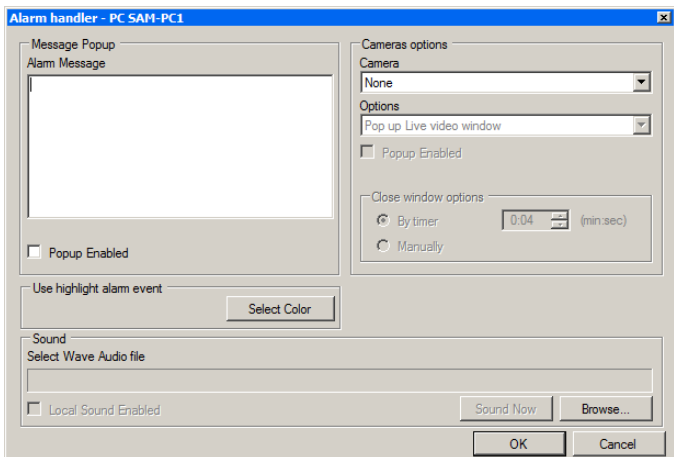 Alarm handler - PC SAM-PC1
Message Popup
Alarm Message
Popup Enabled
Cameras options
Camera
None
Options
Pop up Live video window
Popup Enabled
Close window options
By timer 0:04 (min:sec)
Manually
Use highlight alarm event
Select Color
Sound
Select Wave Audio file
Local Sound Enabled Sound Now Browse...
OK Cancel